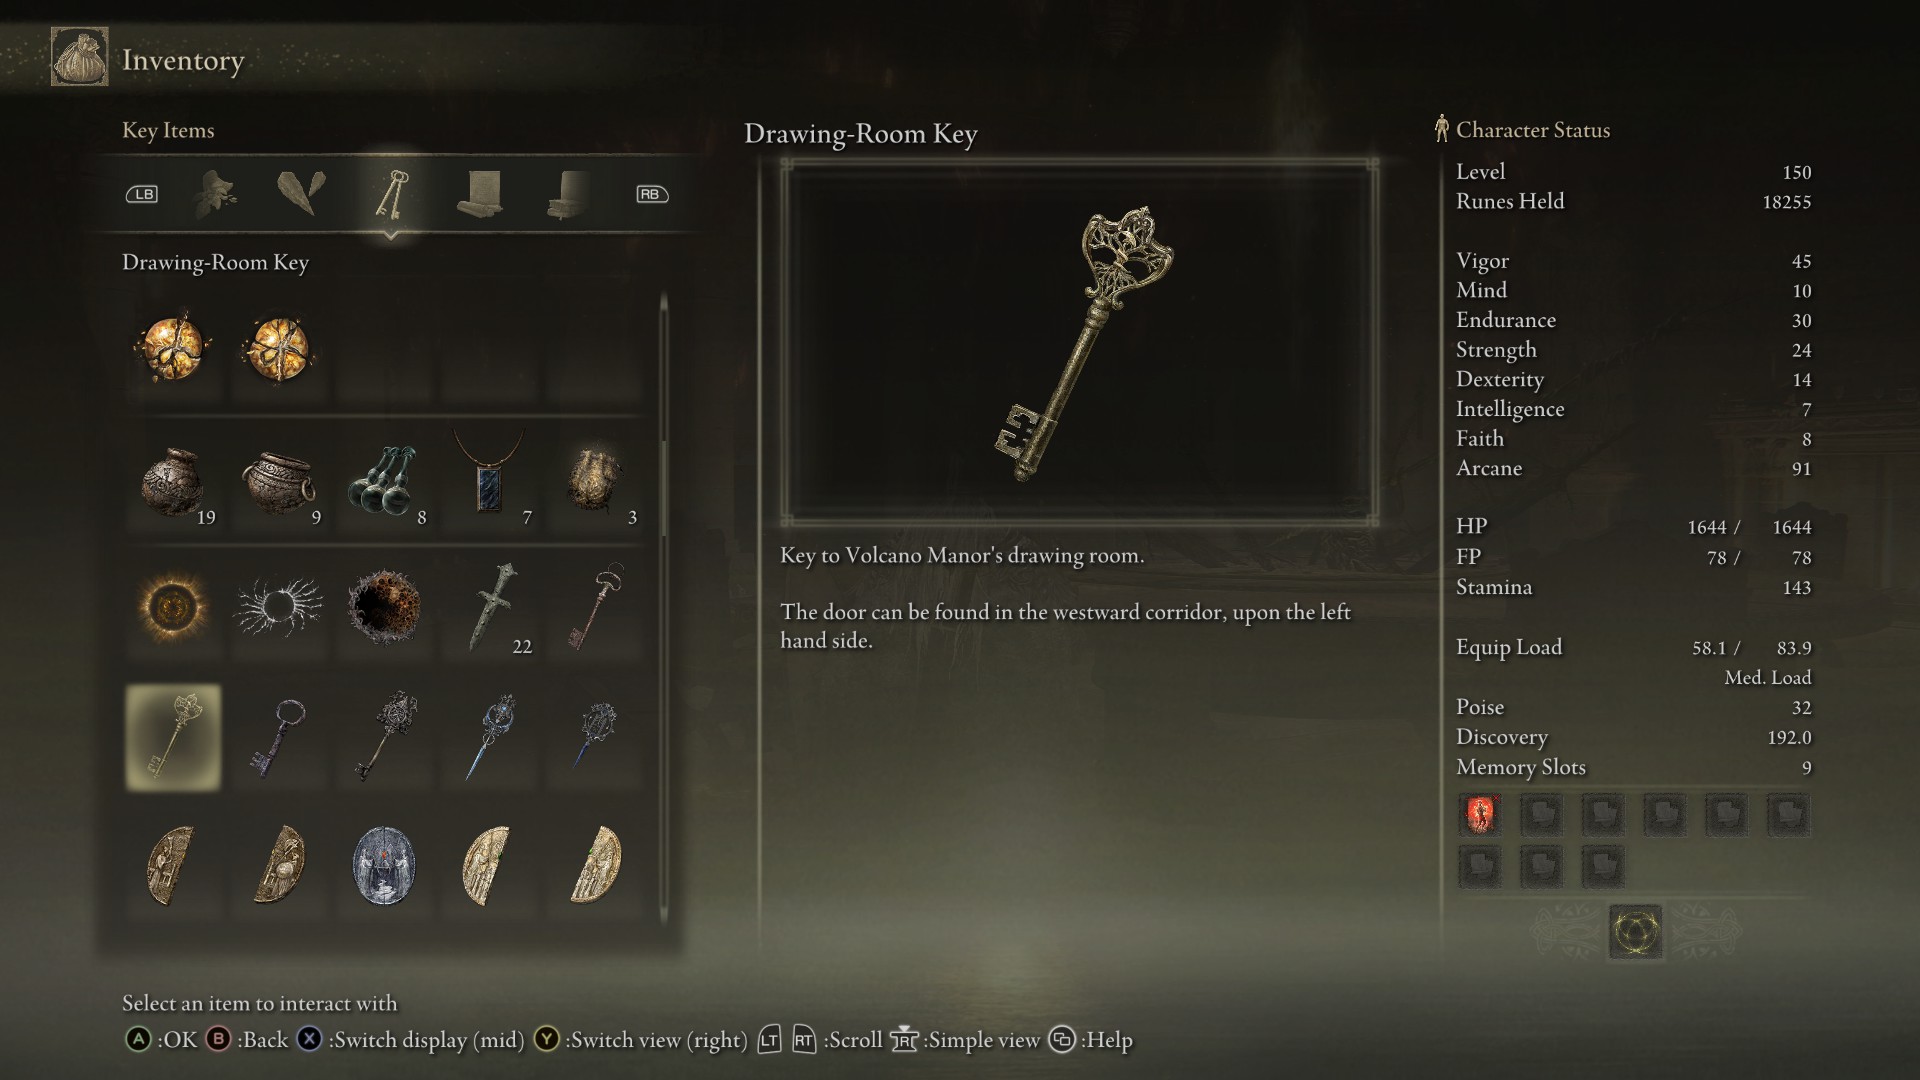 Inventory
Key Items
LB
RB
Drawing-Room Key
19
9
8
7
3
22
Drawing-Room Key
Key to Volcano Manor's drawing room.
The door can be found in the westward corridor, upon the left
hand side.
Character Status
Level 150
Runes Held 18255
Vigor 45
Mind 10
Endurance 30
Strength 24
Dexterity 14
Intelligence 7
Faith 8
Arcane 91
HP 1644 / 1644
FP 78 / 78
Stamina 143
Equip Load 58.1 / 83.9
Med. Load
Poise 32
Discovery 192.0
Memory Slots 9
Select an item to interact with
A :OK B :Back X :Switch display (mid) Y :Switch view (right) LT RT :Scroll R :Simple view :Help